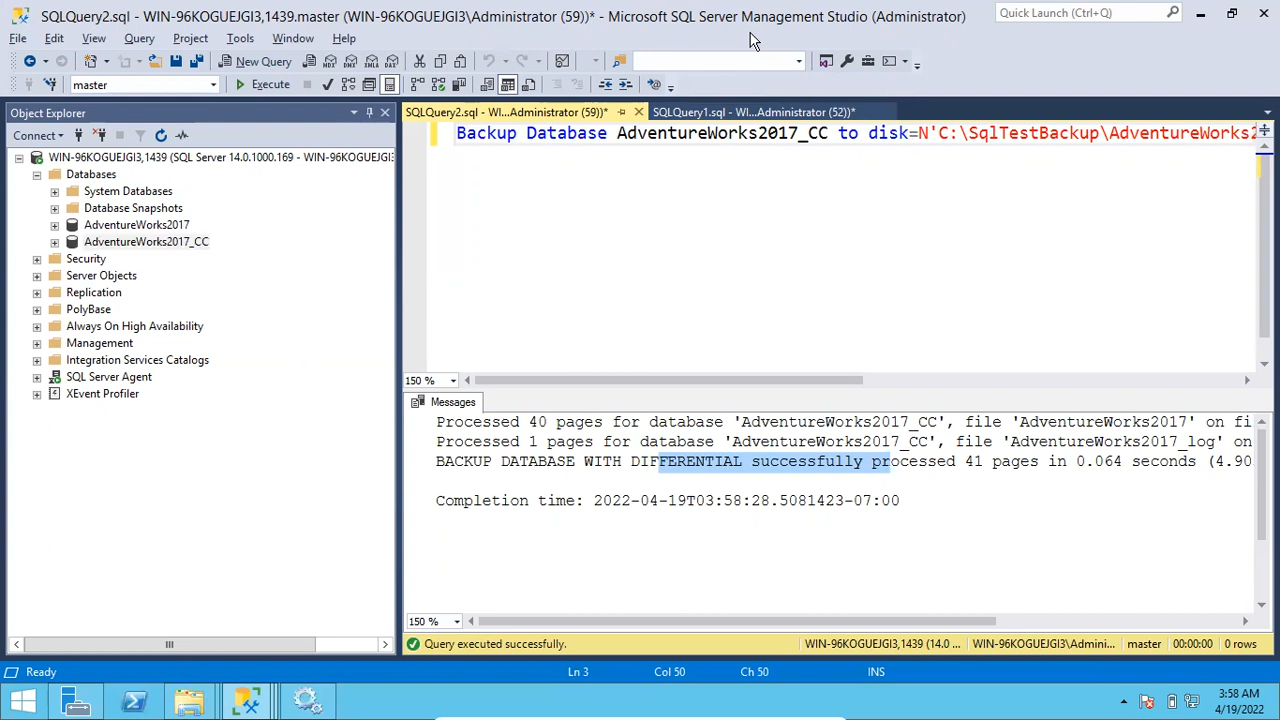 SQLQuery2.sql - WIN-96KOGUEJGI3,1439.master (WIN-96KOGUEJGI3\Administrator (59))* - Microsoft SQL Server Management Studio (Administrator)
Quick Launch (Ctrl+Q)
File Edit View Query Project Tools Window Help
New Query
MDX DMX XMLA DAX
master
Execute
Object Explorer
SQLQuery2.sql - WI...Administrator (59))*
SQLQuery1.sql - WI...Administrator (52))*
Connect
Backup Database AdventureWorks2017_CC to disk=N'C:\SqlTestBackup\AdventureWorks2
WIN-96KOGUEJGI3,1439 (SQL Server 14.0.1000.169 - WIN-96KOGUEJGI3
Databases
System Databases
Database Snapshots
AdventureWorks2017
AdventureWorks2017_CC
Security
Server Objects
Replication
PolyBase
Always On High Availability
Management
Integration Services Catalogs
SQL Server Agent
XEvent Profiler
150 %
Messages
Processed 40 pages for database 'AdventureWorks2017_CC', file 'AdventureWorks2017' on fi
Processed 1 pages for database 'AdventureWorks2017_CC', file 'AdventureWorks2017_log' on
BACKUP DATABASE WITH DIFFERENTIAL successfully processed 41 pages in 0.064 seconds (4.90
Completion time: 2022-04-19T03:58:28.5081423-07:00
150 %
Query executed successfully.
WIN-96KOGUEJGI3,1439 (14.0 ...
WIN-96KOGUEJGI3\Admini...
master
00:00:00
0 rows
Ready
Ln 3
Col 50
Ch 50
INS
3:58 AM
4/19/2022